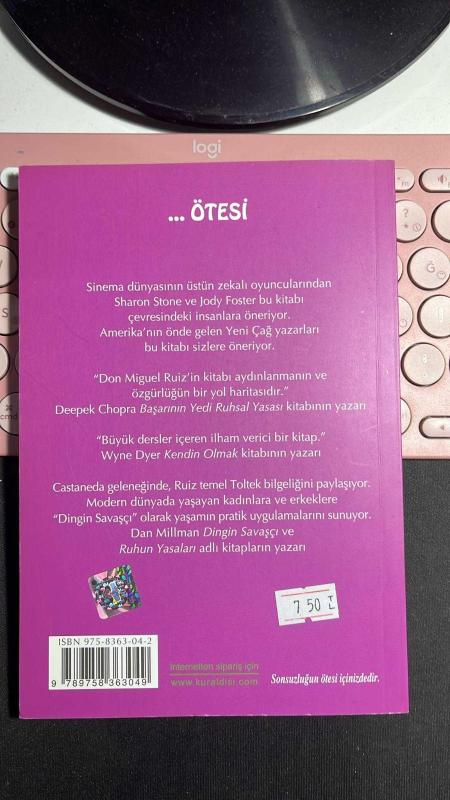 logi
... ÖTESİ
Sinema dünyasının üstün zekalı oyuncularından
Sharon Stone ve Jody Foster bu kitabı
çevresindeki insanlara öneriyor.
Amerika'nın önde gelen Yeni Çağ yazarları
bu kitabı sizlere öneriyor.
"Don Miguel Ruiz'in kitabı aydınlanmanın ve
özgürlüğün bir yol haritasıdır."
Deepek Chopra Başarının Yedi Ruhsal Yasası kitabının yazarı
"Büyük dersler içeren ilham verici bir kitap."
Wyne Dyer Kendin Olmak kitabının yazarı
Castaneda geleneğinde, Ruiz temel Toltek bilgeliğini paylaşıyor.
Modern dünyada yaşayan kadınlara ve erkeklere
"Dingin Savaşçı" olarak yaşamın pratik uygulamalarını sunuyor.
Dan Millman Dingin Savaşçı ve
Ruhun Yasaları adlı kitapların yazarı
7 50
ISBN 975-8363-04-2
9 789758 363049
internetten sipariş için
www.kuraldisi.com
Sonsuzluğun ötesi içinizdedir.
cmd
fn
Ğ